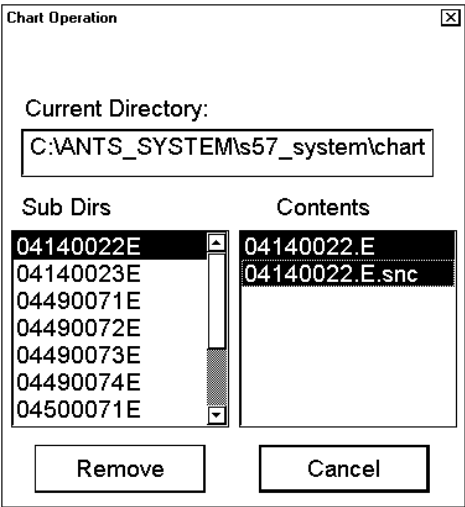 Chart Operation
Current Directory:
C:\ANTS_SYSTEM\s57_system\chart
Sub Dirs
04140022E
04140023E
04490071E
04490072E
04490073E
04490074E
04500071E
Contents
04140022.E
04140022.E.snc
Remove
Cancel